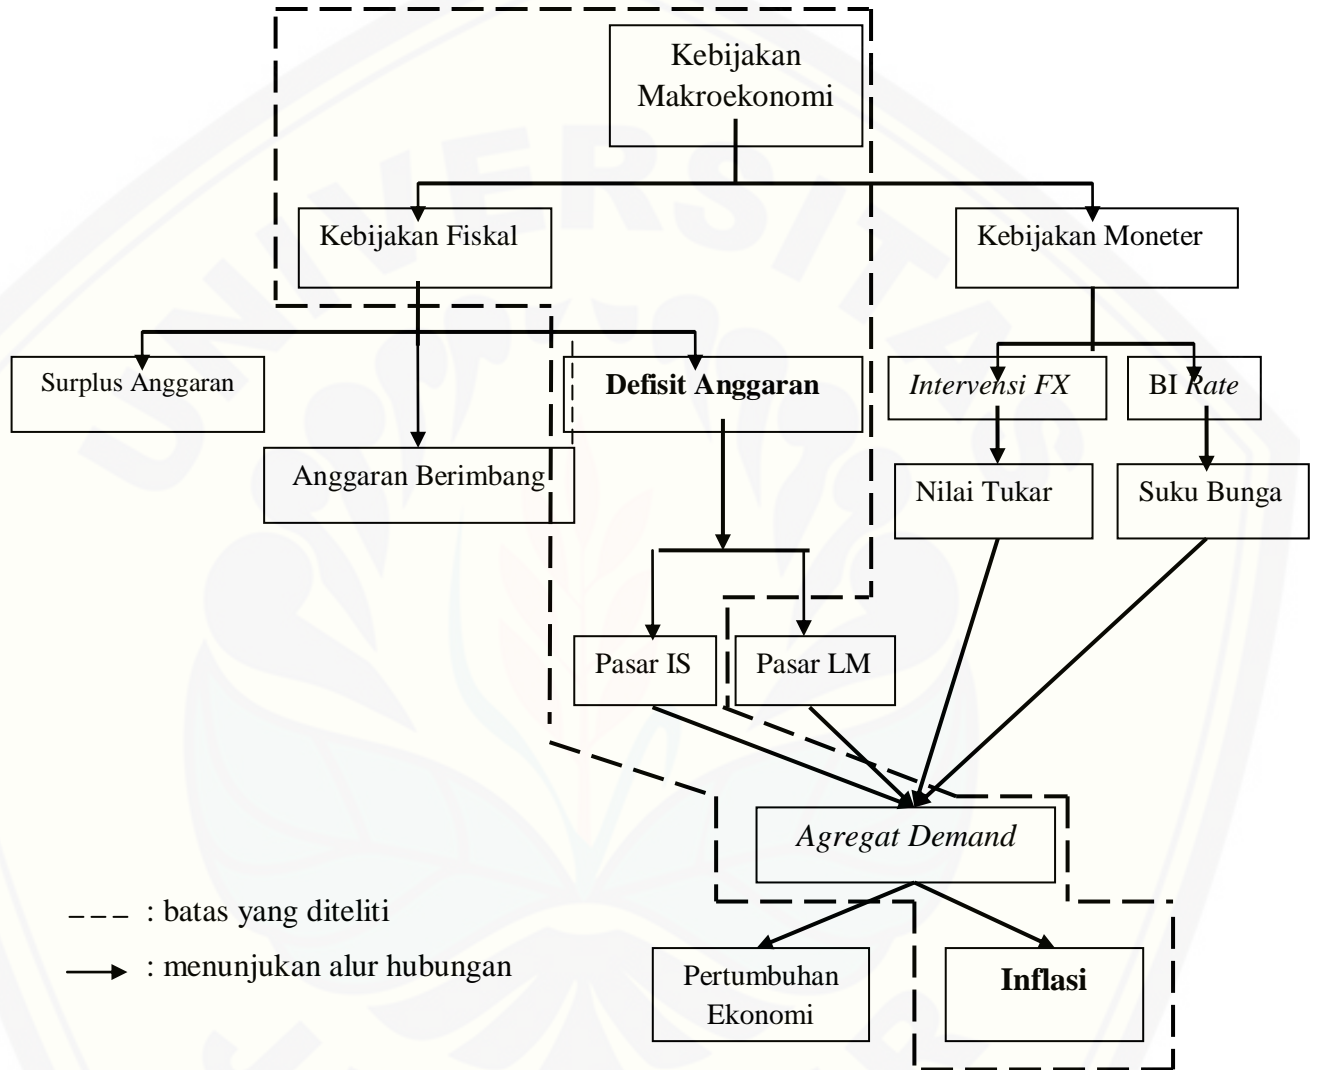 Kebijakan
Makroekonomi
Kebijakan Fiskal
Kebijakan Moneter
Surplus Anggaran
Defisit Anggaran
Intervensi FX
BI Rate
Anggaran Berimbang
Nilai Tukar
Suku Bunga
Pasar IS
Pasar LM
Agregat Demand
: batas yang diteliti
: menunjukan alur hubungan
Pertumbuhan
Ekonomi
Inflasi
UNIVERSITAS